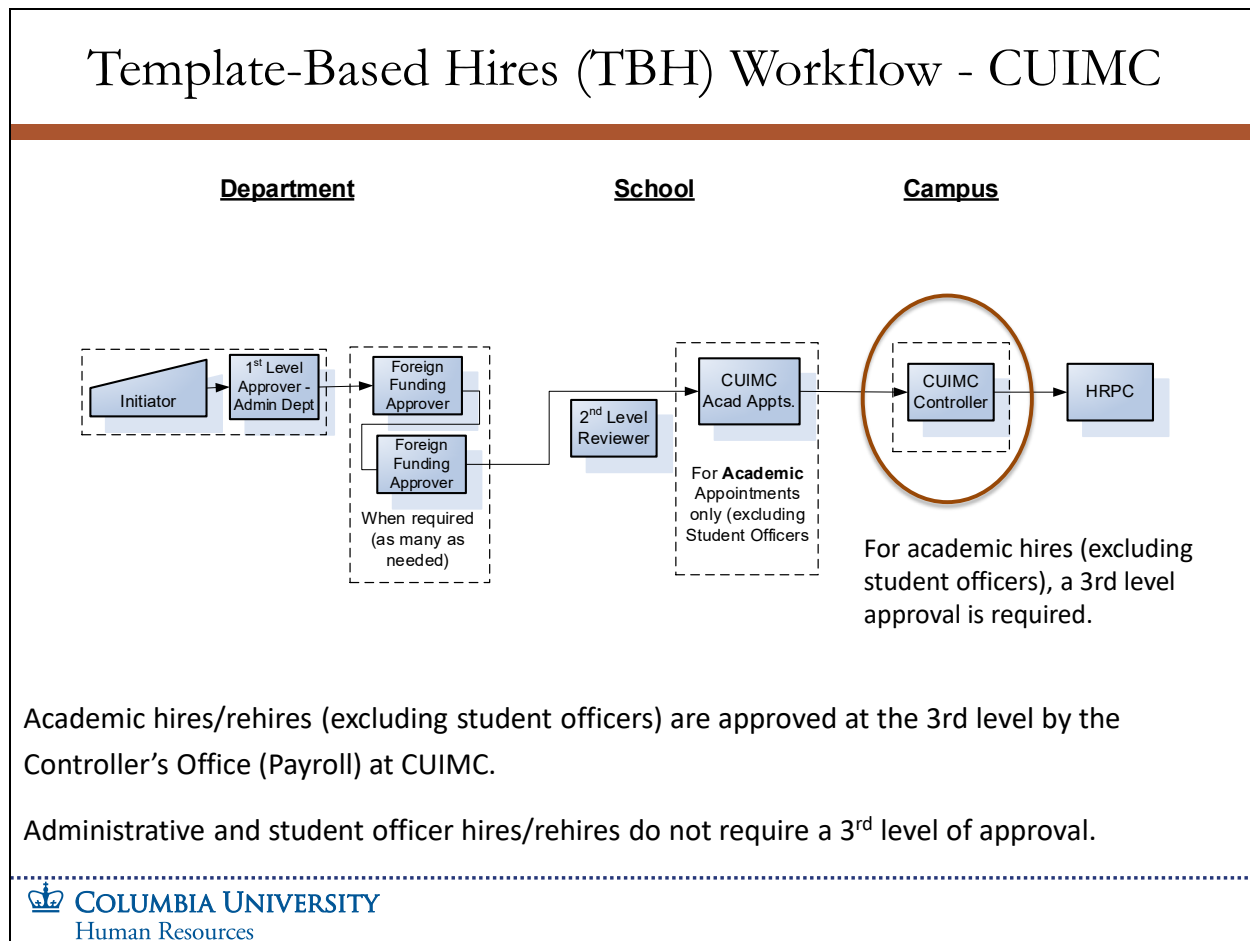 Template-Based Hires (TBH) Workflow - CUIMC
Department
School
Campus
Initiator
1st Level
Approver -
Admin Dept
Foreign
Funding
Approver
Foreign
Funding
Approver
When required
(as many as
needed)
2nd Level
Reviewer
CUIMC
Acad Appts.
For Academic
Appointments
only (excluding
Student Officers
CUIMC
Controller
HRPC
For academic hires (excluding
student officers), a 3rd level
approval is required.
Academic hires/rehires (excluding student officers) are approved at the 3rd level by the
Controller’s Office (Payroll) at CUIMC.
Administrative and student officer hires/rehires do not require a 3rd level of approval.
COLUMBIA UNIVERSITY
Human Resources